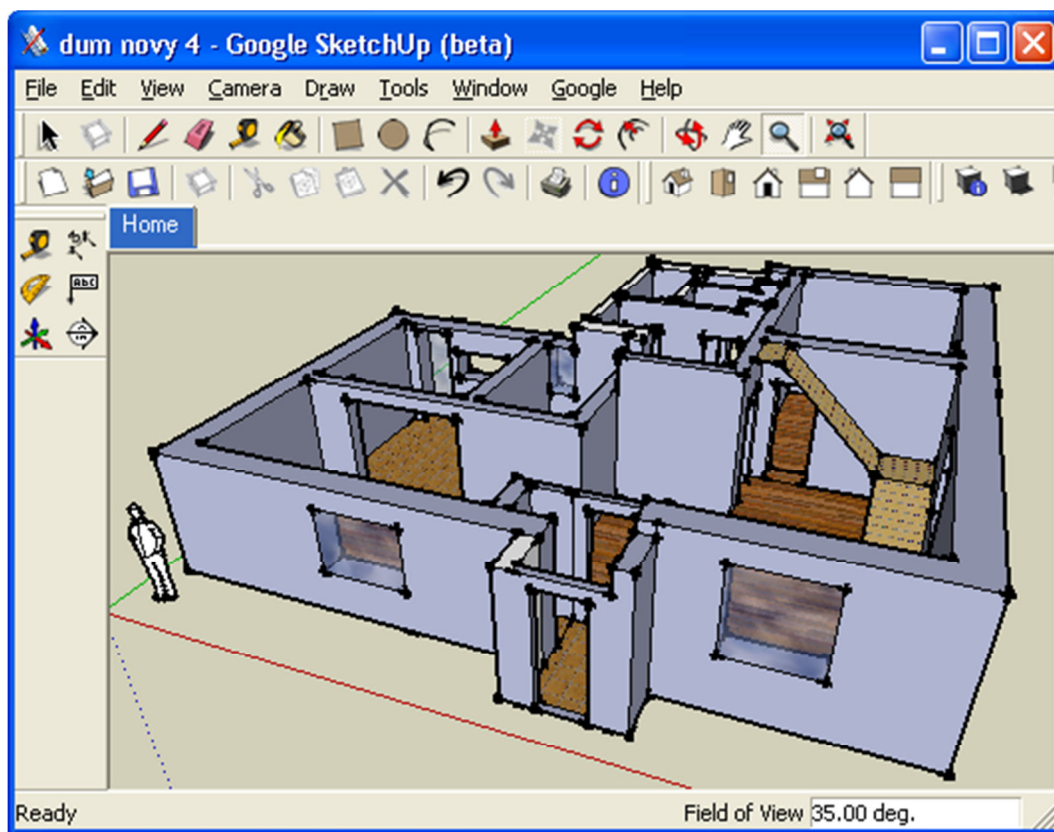 dum novy 4 - Google SketchUp (beta)
File Edit View Camera Draw Tools Window Google Help
Home
Abc
Ready
Field of View 35.00 deg.